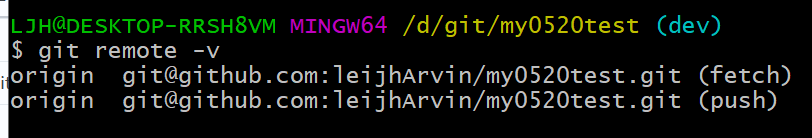 LJH@DESKTOP-RRSH8VM MINGW64 /d/git/my0520test (dev)
$ git remote -v
origin  git@github.com:leijhArvin/my0520test.git (fetch)
origin  git@github.com:leijhArvin/my0520test.git (push)